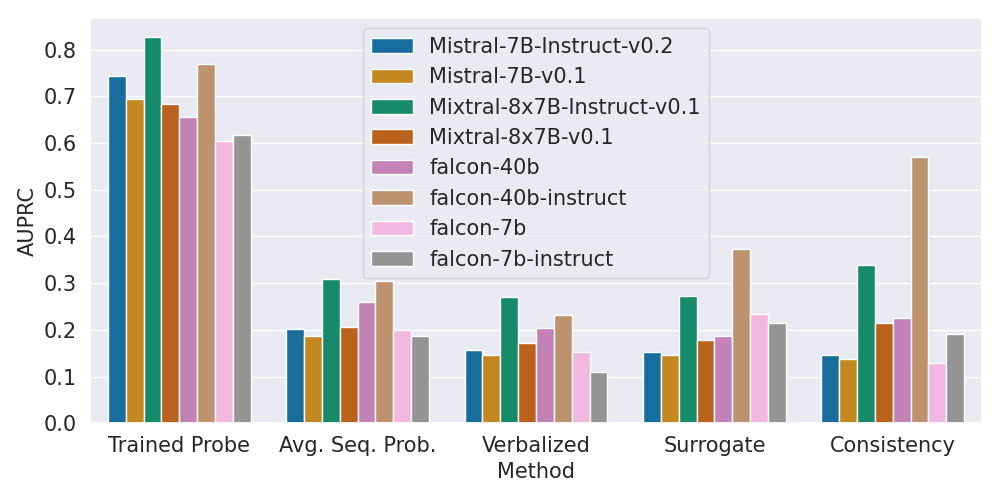 Mistral-7B-Instruct-v0.2
Mistral-7B-v0.1
Mixtral-8x7B-Instruct-v0.1
Mixtral-8x7B-v0.1
falcon-40b
falcon-40b-instruct
falcon-7b
falcon-7b-instruct
AUPRC
0.8
0.7
0.6
0.5
0.4
0.3
0.2
0.1
0.0
Trained Probe Avg. Seq. Prob. Verbalized Surrogate Consistency
Method